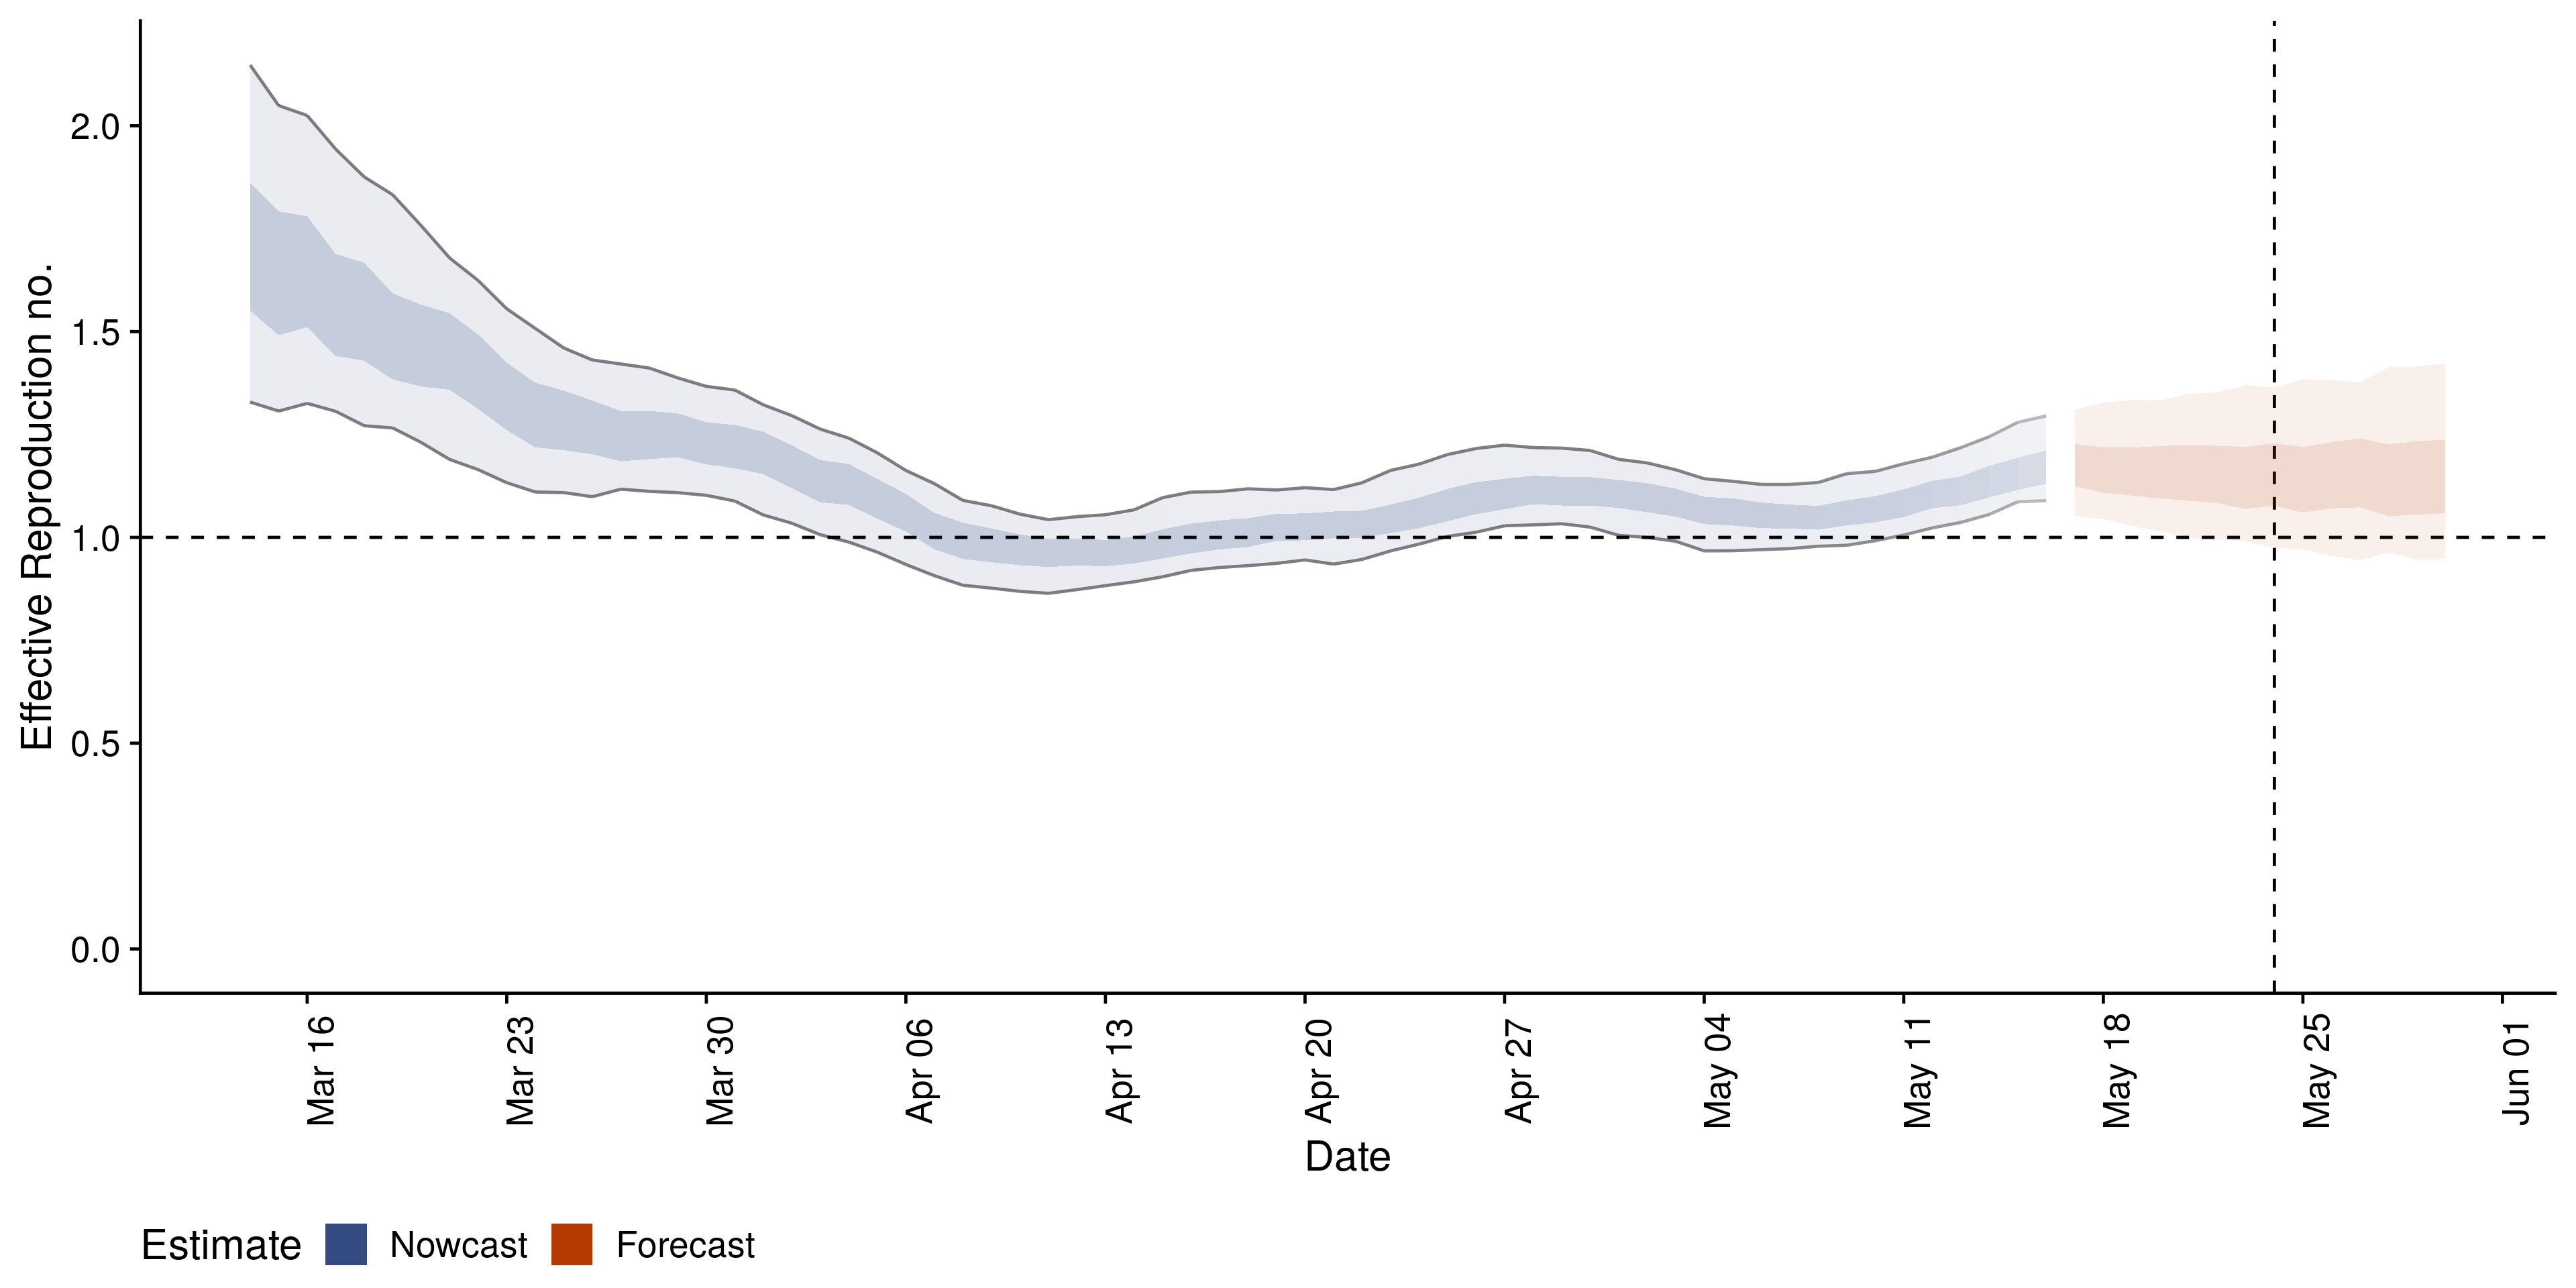 Effective Reproduction no.
2.0
1.5
1.0
0.5
0.0
Mar 16
Mar 23
Mar 30
Apr 06
Apr 13
Apr 20
Apr 27
May 04
May 11
May 18
May 25
Jun 01
Date
Estimate Nowcast Forecast